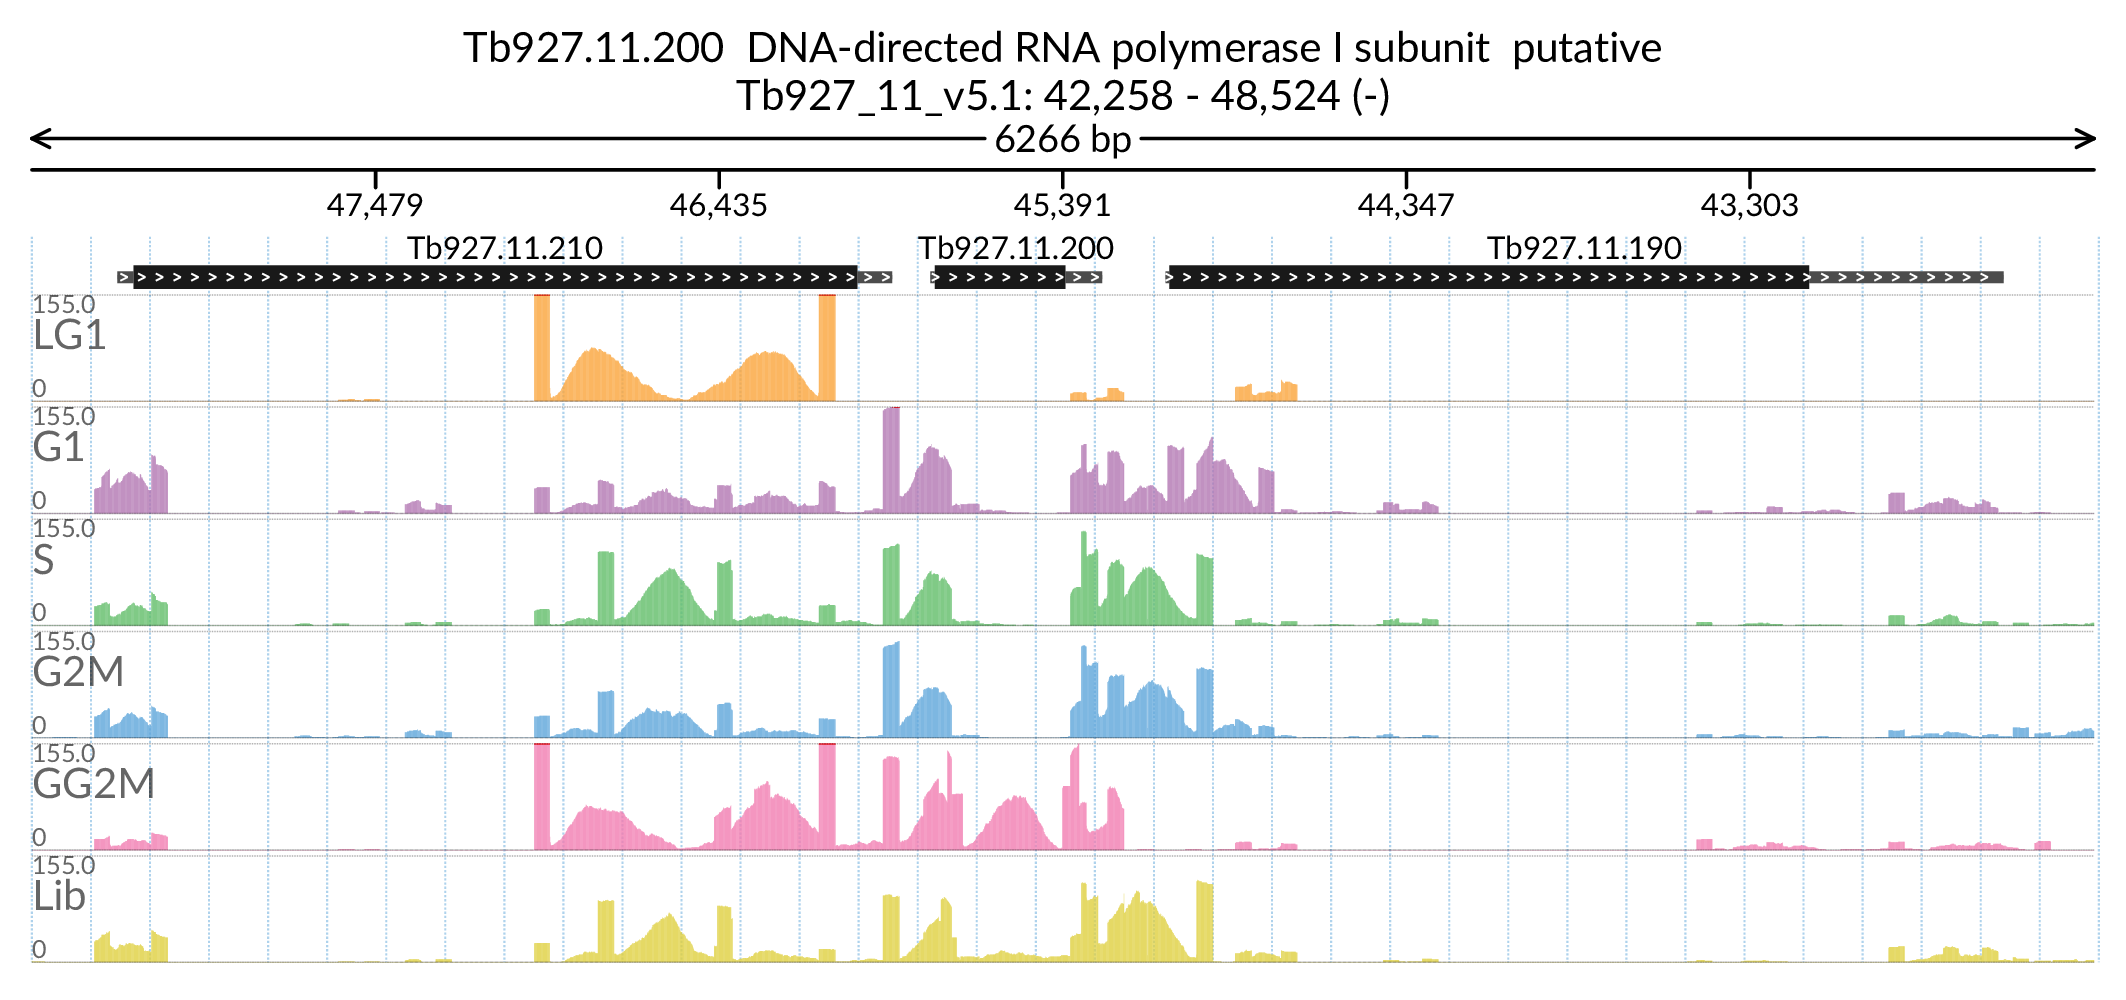 Tb927.11.200  DNA-directed RNA polymerase I subunit  putative
Tb927_11_v5.1: 42,258 - 48,524 (-)
6266 bp
47,479 46,435 45,391 44,347 43,303
Tb927.11.210 Tb927.11.200 Tb927.11.190
155.0
LG1
0
155.0
G1
0
155.0
S
0
155.0
G2M
0
155.0
GG2M
0
155.0
Lib
0